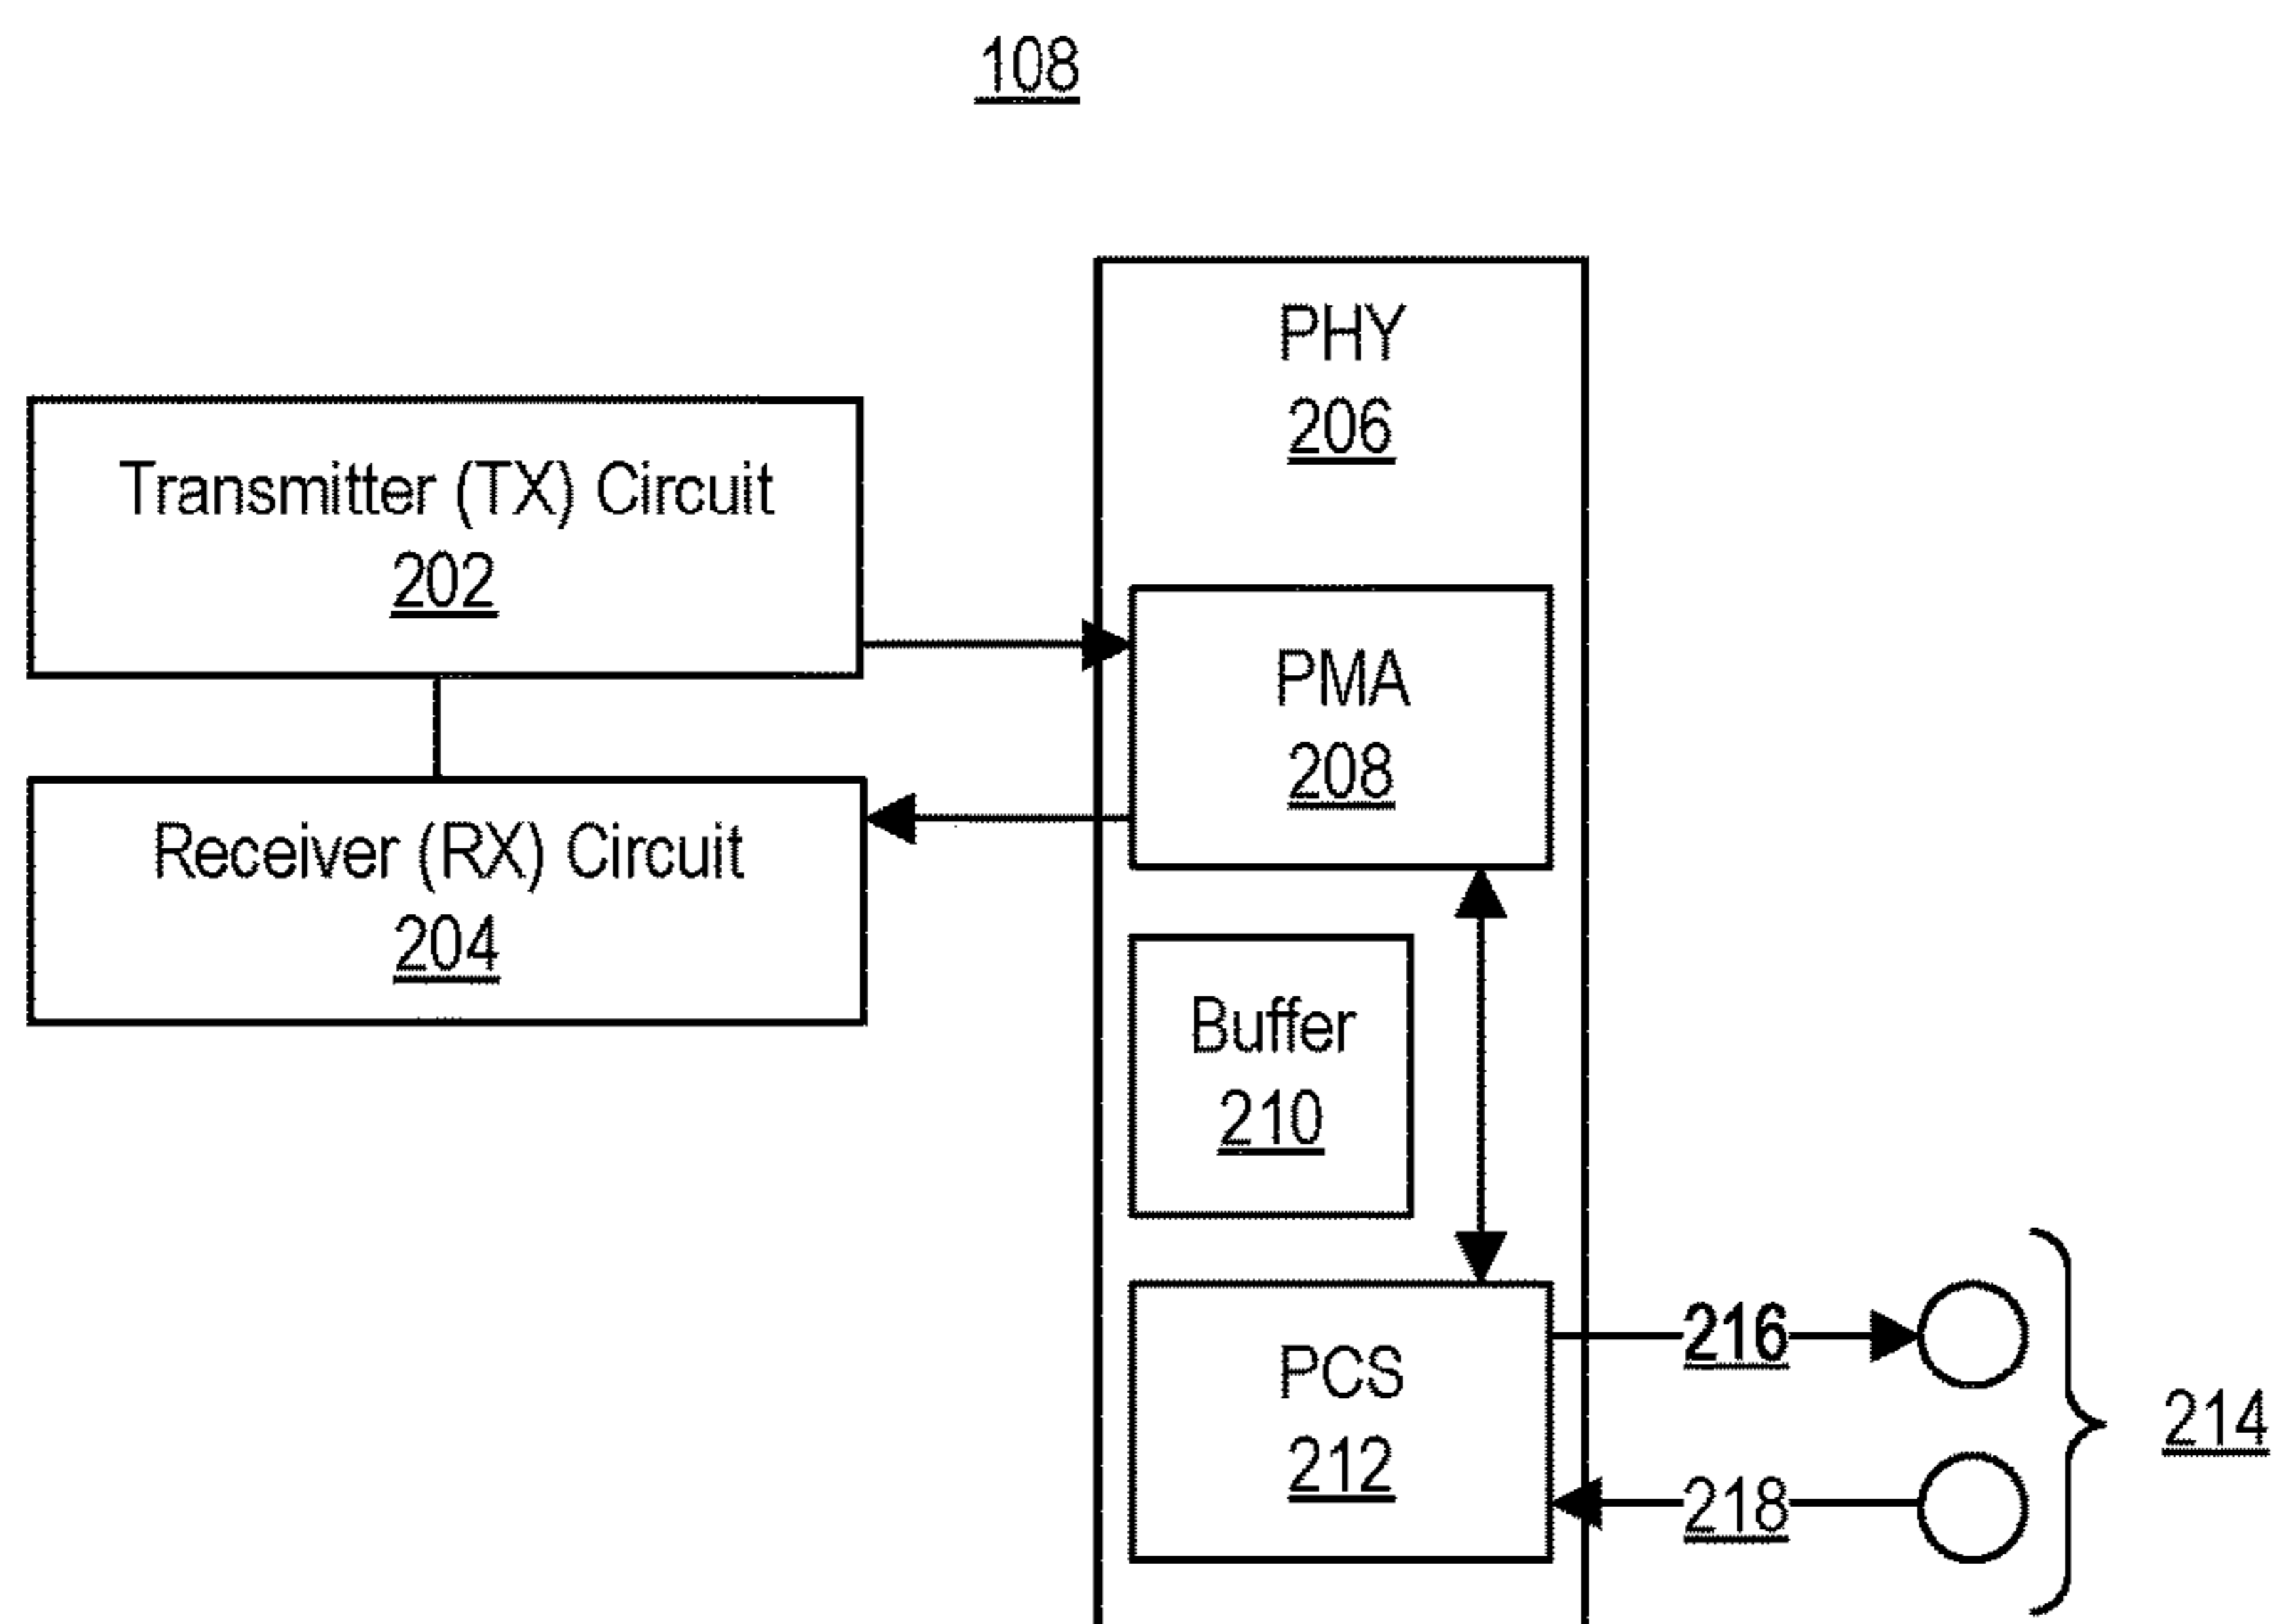 108
PHY
206
Transmitter (TX) Circuit
202
PMA
208
Receiver (RX) Circuit
204
Buffer
210
PCS
212
216
218
214